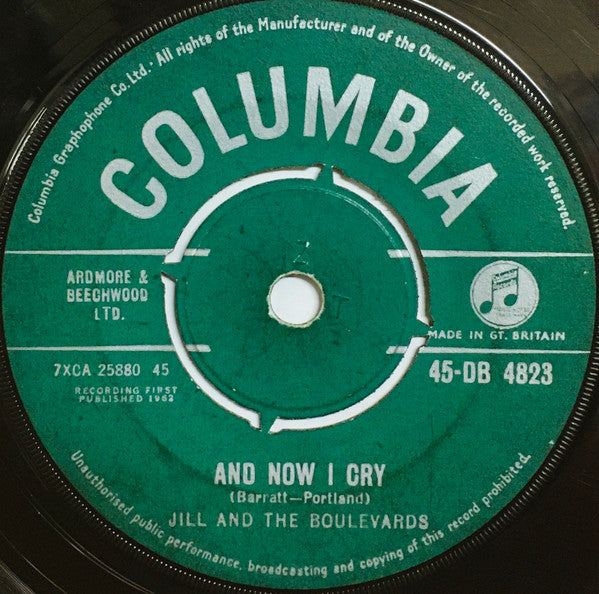 Columbia Graphophone Co. Ltd.: All rights of the Manufacturer and of the Owner of the recorded work reserved.
COLUMBIA
ARDMORE &
BEECHWOOD
LTD.
MADE IN GT. BRITAIN
7XCA 25880 45
45-DB 4823
RECORDING FIRST
PUBLISHED 1962
AND NOW I CRY
(Barratt—Portland)
JILL AND THE BOULEVARDS
Unauthorised public performance, broadcasting and copying of this record prohibited.